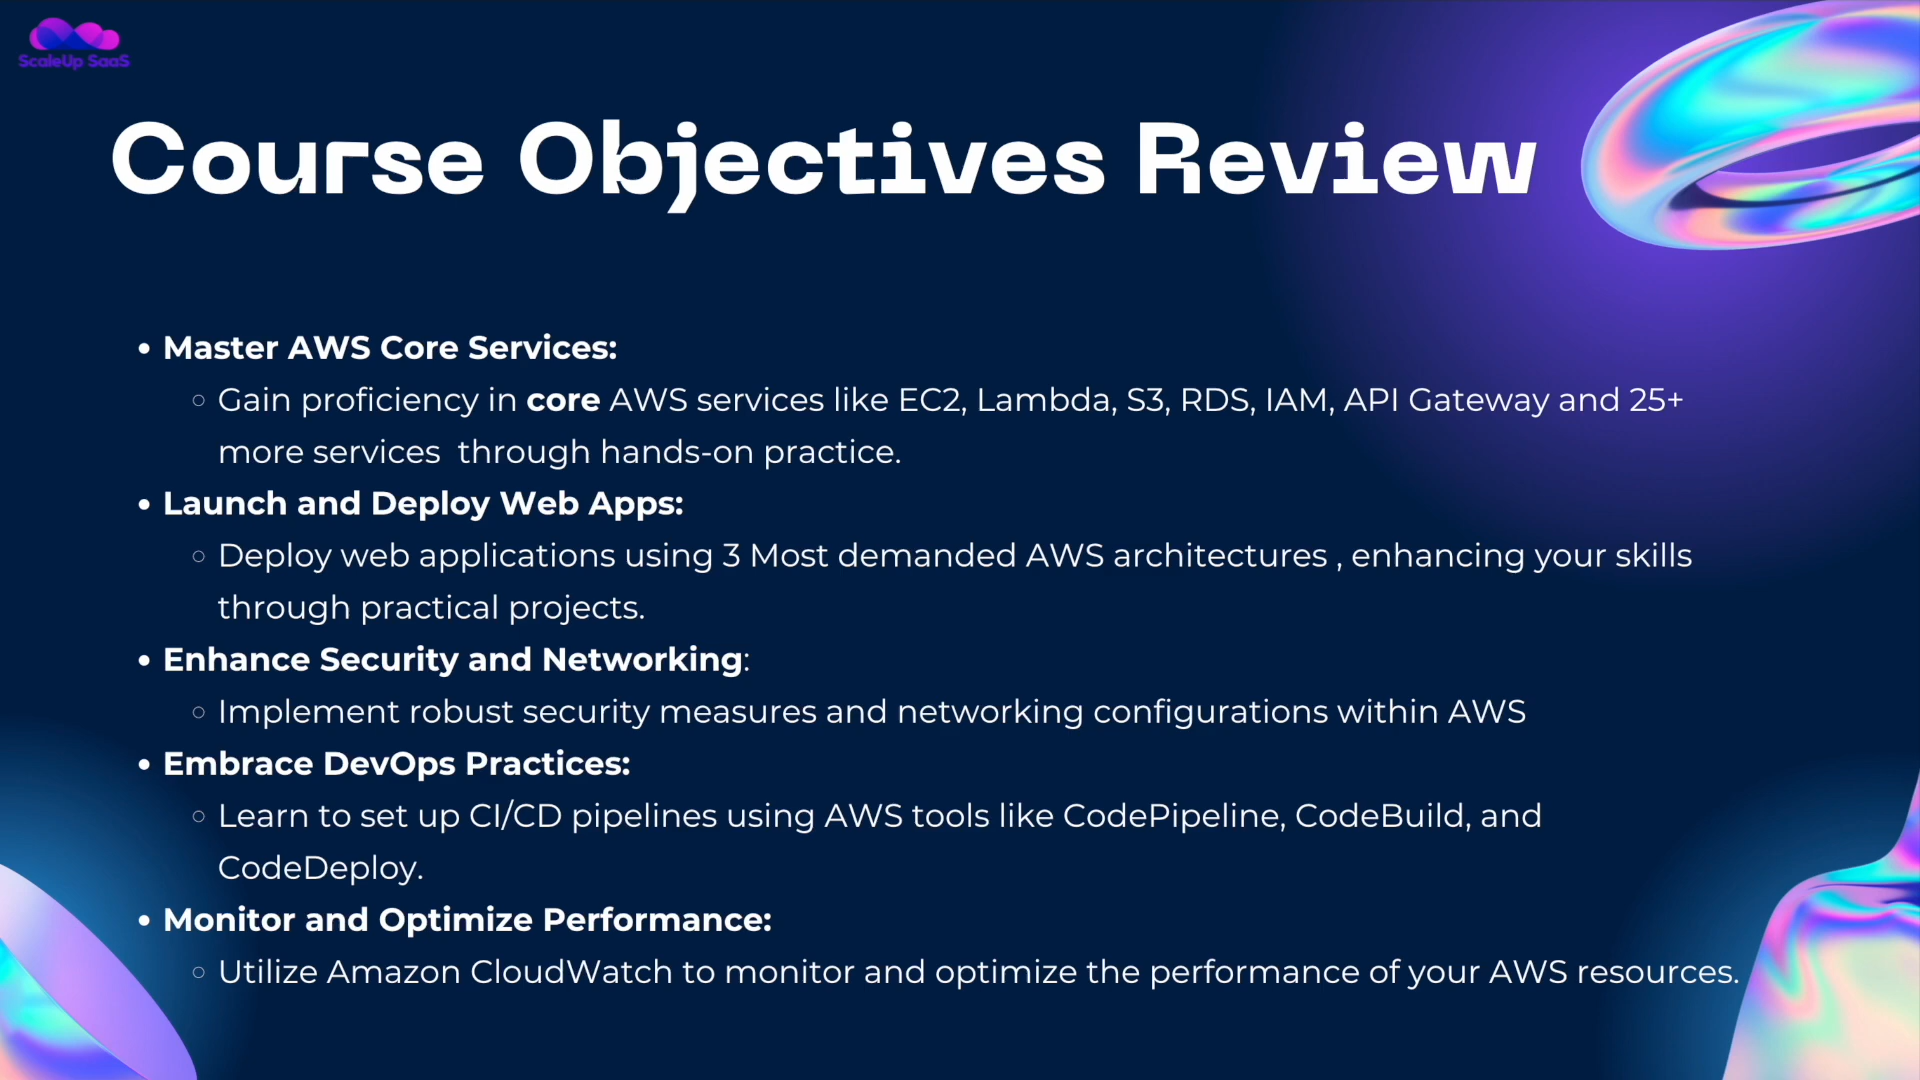 ScaleUp SaaS
Course Objectives Review
• Master AWS Core Services:
◦ Gain proficiency in core AWS services like EC2, Lambda, S3, RDS, IAM, API Gateway and 25+
more services  through hands-on practice.
• Launch and Deploy Web Apps:
◦ Deploy web applications using 3 Most demanded AWS architectures , enhancing your skills
through practical projects.
• Enhance Security and Networking:
◦ Implement robust security measures and networking configurations within AWS
• Embrace DevOps Practices:
◦ Learn to set up CI/CD pipelines using AWS tools like CodePipeline, CodeBuild, and
CodeDeploy.
• Monitor and Optimize Performance:
◦ Utilize Amazon CloudWatch to monitor and optimize the performance of your AWS resources.